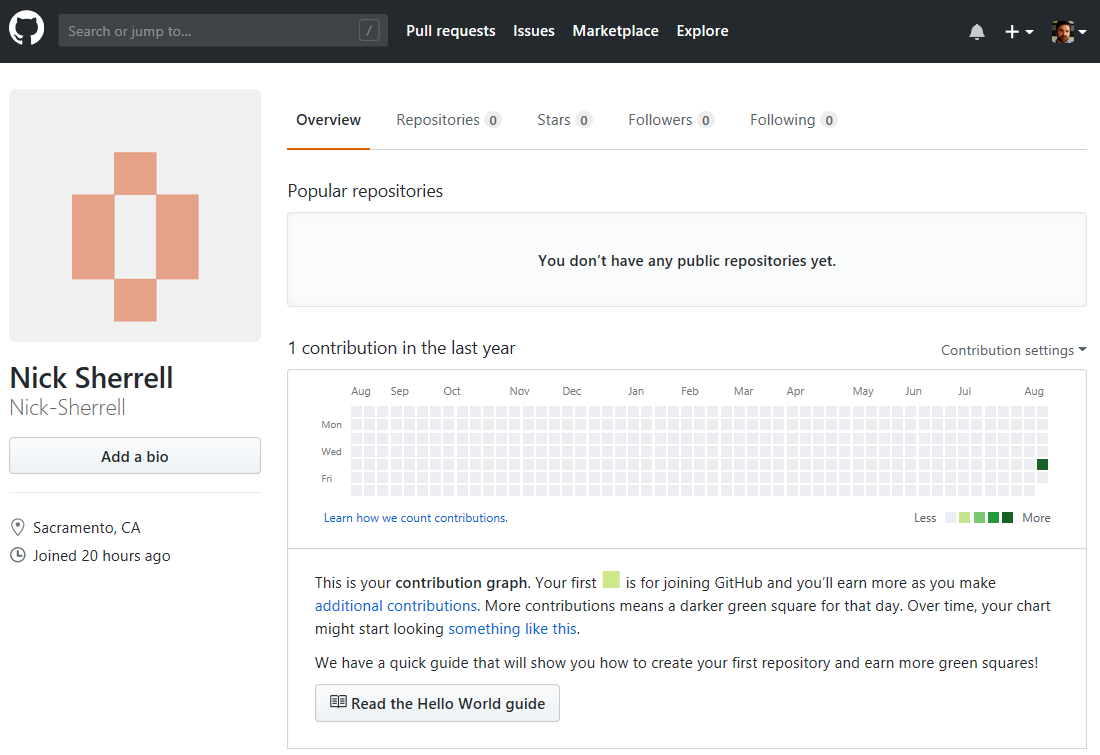 Search or jump to... /
Pull requests Issues Marketplace Explore
Overview Repositories 0 Stars 0 Followers 0 Following 0
Popular repositories
You don’t have any public repositories yet.
Nick Sherrell
Nick-Sherrell
Add a bio
Sacramento, CA
Joined 20 hours ago
1 contribution in the last year
Contribution settings
Aug Sep Oct Nov Dec Jan Feb Mar Apr May Jun Jul Aug
Mon
Wed
Fri
Learn how we count contributions.
Less More
This is your contribution graph. Your first is for joining GitHub and you’ll earn more as you make
additional contributions. More contributions means a darker green square for that day. Over time, your chart
might start looking something like this.
We have a quick guide that will show you how to create your first repository and earn more green squares!
Read the Hello World guide